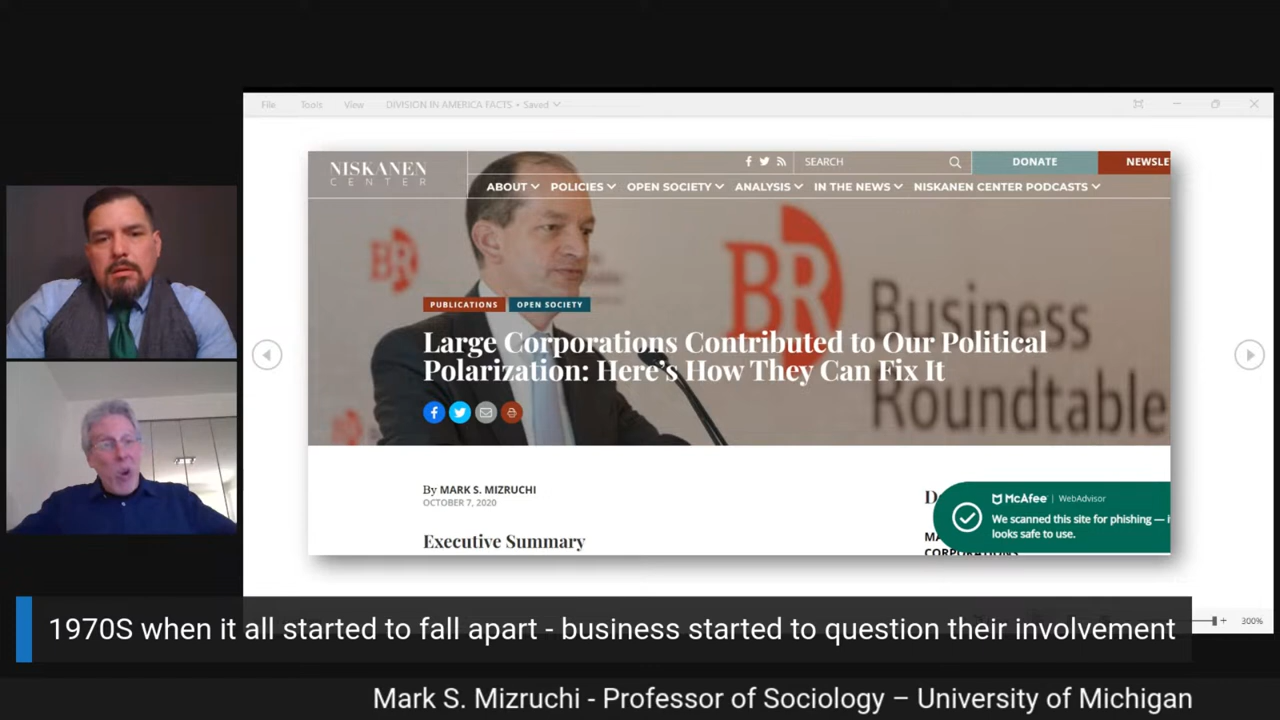 File Tools View DIVISION IN AMERICA FACTS • Saved
NISKANEN
CENTER
SEARCH
DONATE
NEWSLE
ABOUT POLICIES OPEN SOCIETY ANALYSIS IN THE NEWS NISKANEN CENTER PODCASTS
BR
BR
Business
Roundtable
PUBLICATIONS OPEN SOCIETY
Large Corporations Contributed to Our Political
Polarization: Here's How They Can Fix It
By MARK S. MIZRUCHI
OCTOBER 7, 2020
Executive Summary
McAfee | WebAdvisor
We scanned this site for phishing — i
looks safe to use.
CORPORATIONS
1970S when it all started to fall apart - business started to question their involvement
300%
Mark S. Mizruchi - Professor of Sociology – University of Michigan